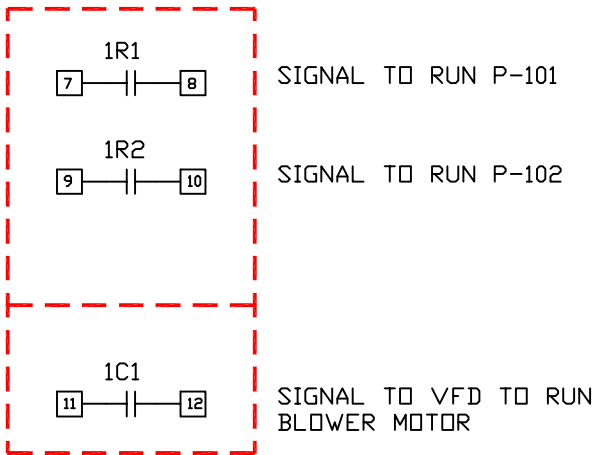 1R1
7 8 SIGNAL TO RUN P-101
1R2
9 10 SIGNAL TO RUN P-102
1C1
11 12 SIGNAL TO VFD TO RUN
BLOWER MOTOR